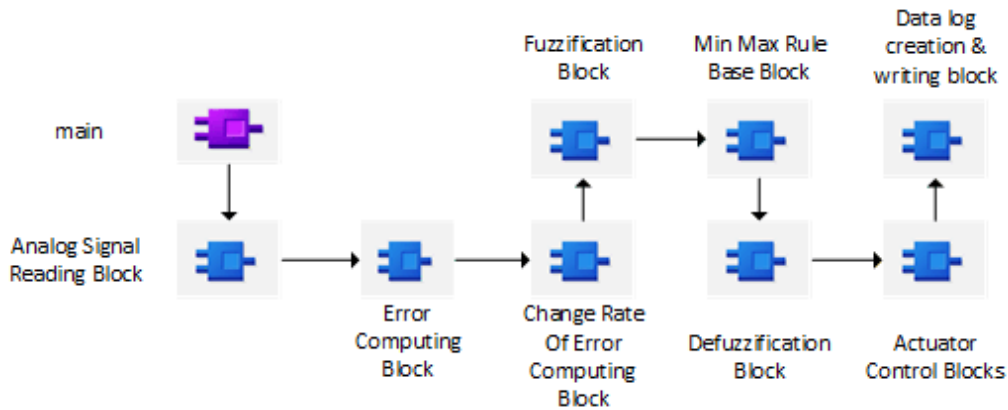 Fuzzification
Block
Min Max Rule
Base Block
Data log
creation &
writing block
main
Analog Signal
Reading Block
Error
Computing
Block
Change Rate
Of Error
Computing
Block
Defuzzification
Block
Actuator
Control Blocks